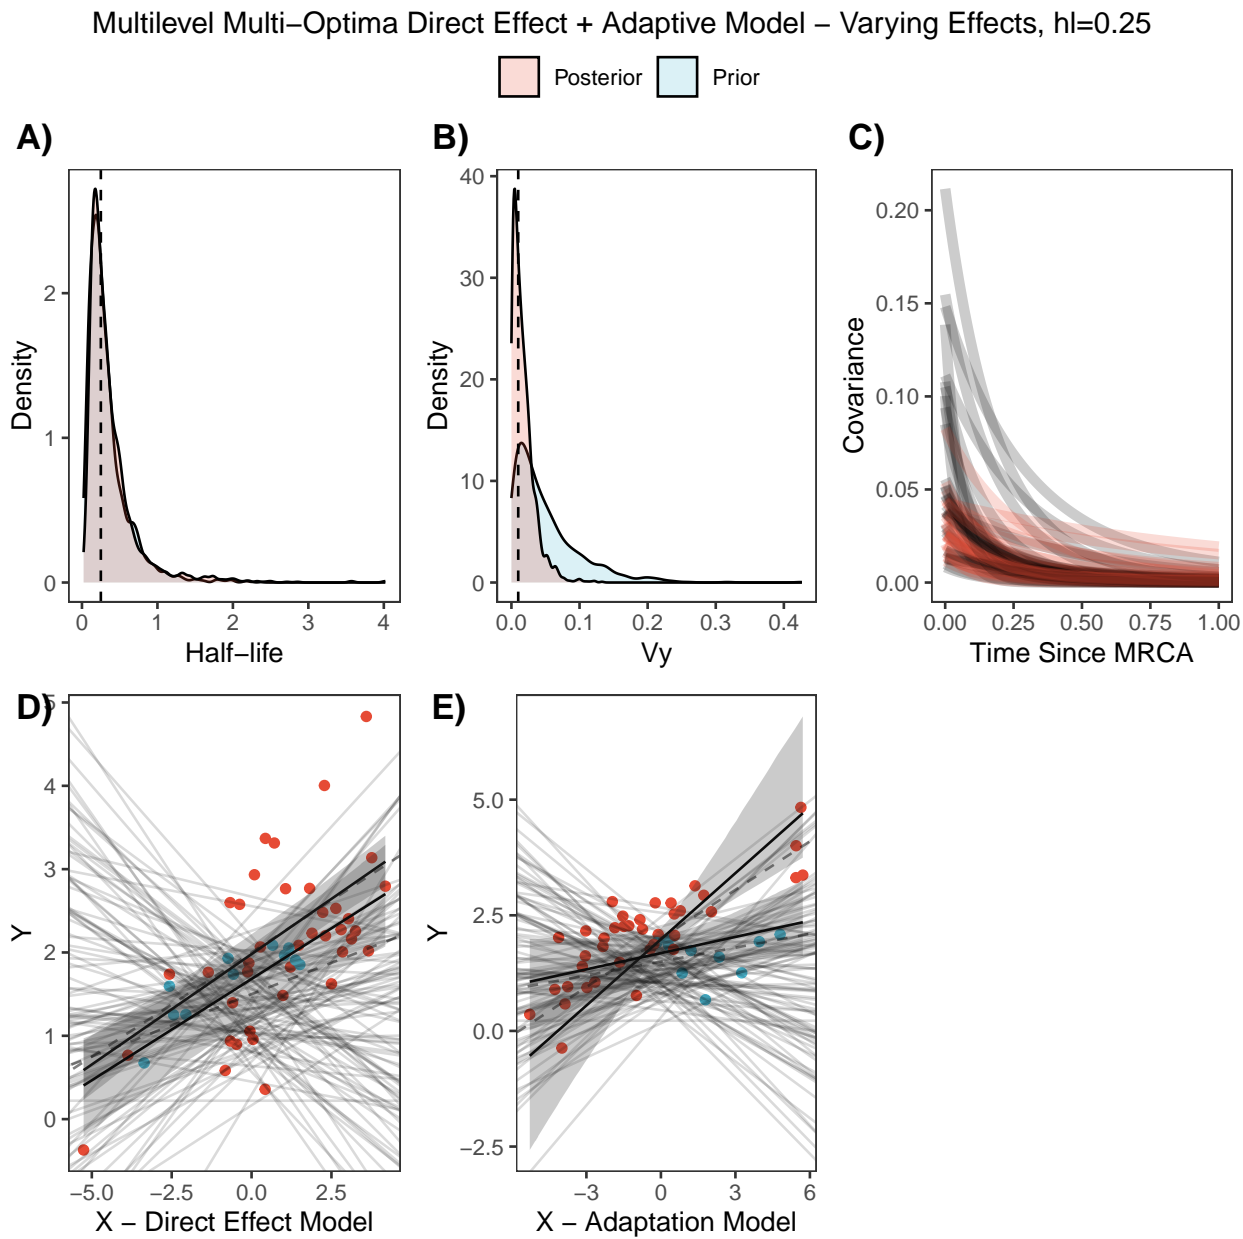 Multilevel Multi−Optima Direct Effect + Adaptive Model − Varying Effects, hl=0.25
Posterior Prior
A) B) C)
Density
0
1
2
0 1 2 3 4
Half−life
Density
0
10
20
30
40
0.0 0.1 0.2 0.3 0.4
Vy
Covariance
0.00
0.05
0.10
0.15
0.20
0.00 0.25 0.50 0.75 1.00
Time Since MRCA
D) E)
Y
0
1
2
3
4
5
−5.0 −2.5 0.0 2.5
X − Direct Effect Model
Y
−2.5
0.0
2.5
5.0
−3 0 3 6
X − Adaptation Model